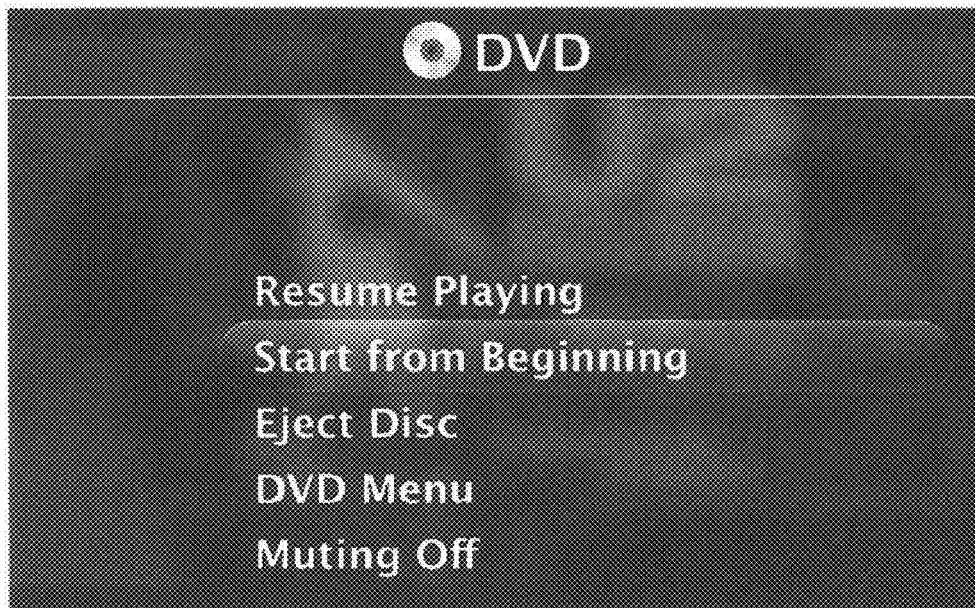 DVD
Resume Playing
Start from Beginning
Eject Disc
DVD Menu
Muting Off